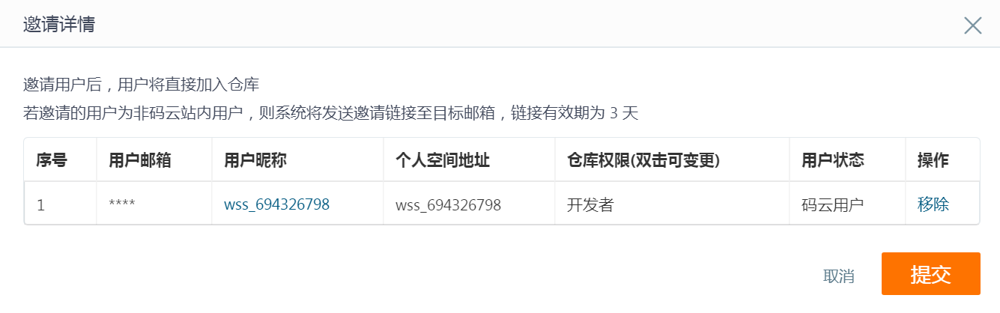 邀请详情
邀请用户后，用户将直接加入仓库
若邀请的用户为非码云站内用户，则系统将发送邀请链接至目标邮箱，链接有效期为 3 天
序号 用户邮箱 用户昵称 个人空间地址 仓库权限(双击可变更) 用户状态 操作
1 **** wss_694326798 wss_694326798 开发者 码云用户 移除
取消 提交